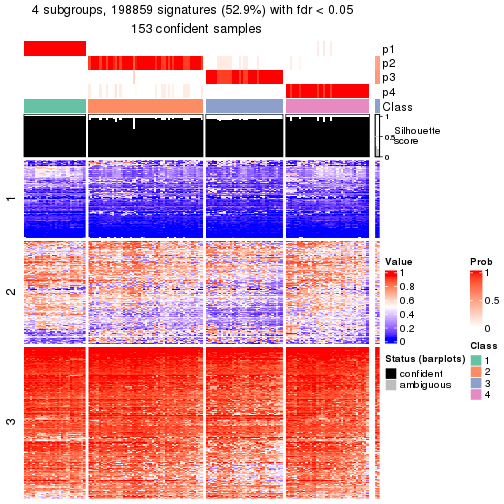 4 subgroups, 198859 signatures (52.9%) with fdr < 0.05
153 confident samples
p1
p2
p3
p4
Class
1
0.5
0
Silhouette
score
1
2
3
Value
1
0.8
0.6
0.4
0.2
0
Status (barplots)
confident
ambiguous
Prob
1
0.5
0
Class
1
2
3
4